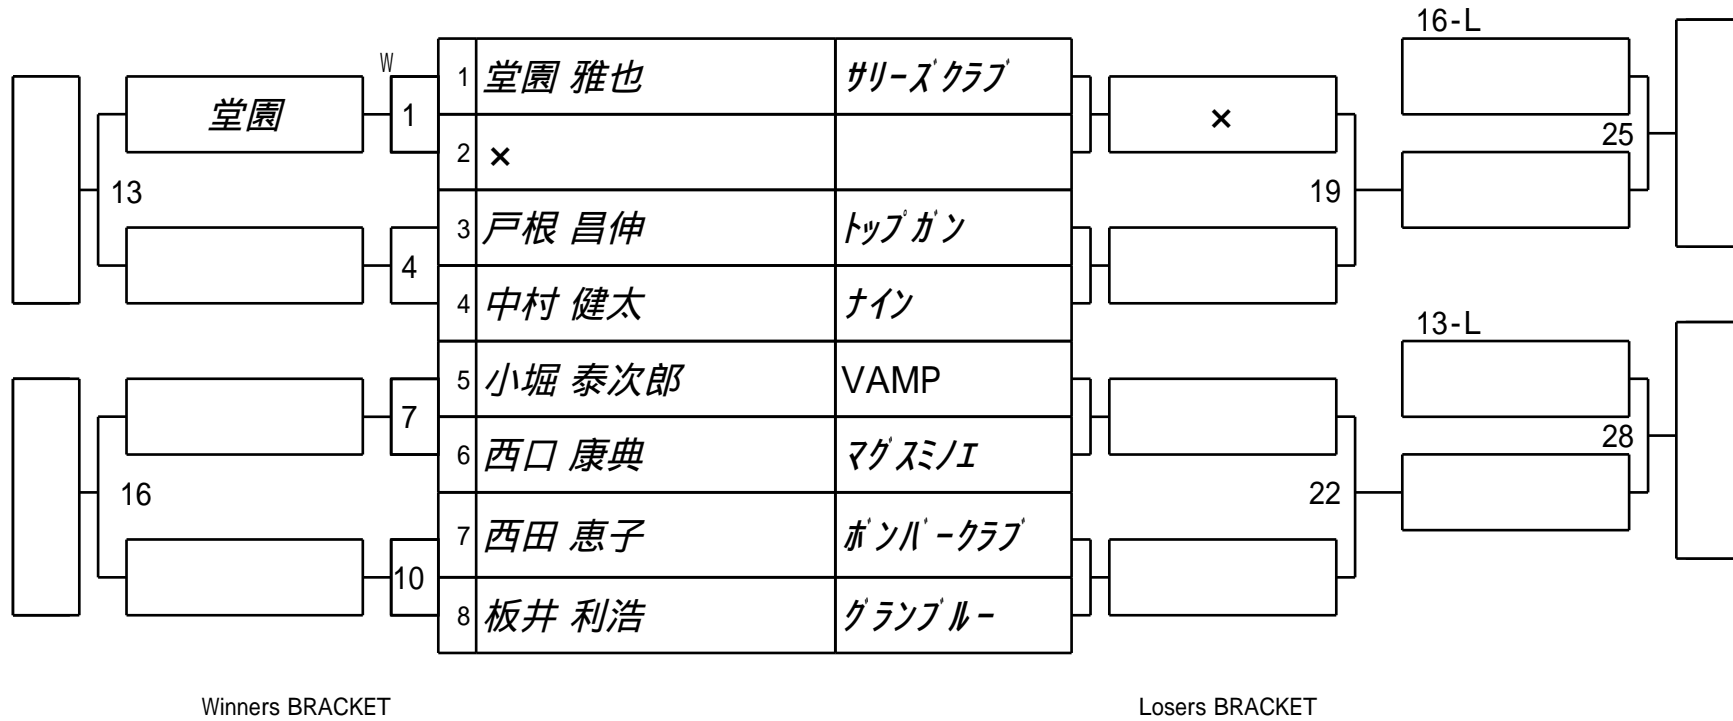 16-L
W
1 堂園 雅也 サリーズクラブ
堂園 1 × 25
2 ×
13 19
3 戸根 昌伸 トップガン
4
4 中村 健太 ナイン
13-L
5 小堀 泰次郎 VAMP
7 28
6 西口 康典 マグスミノエ
16 22
7 西田 恵子 ボンバークラブ
10
8 板井 利浩 グランブルー
Winners BRACKET Losers BRACKET